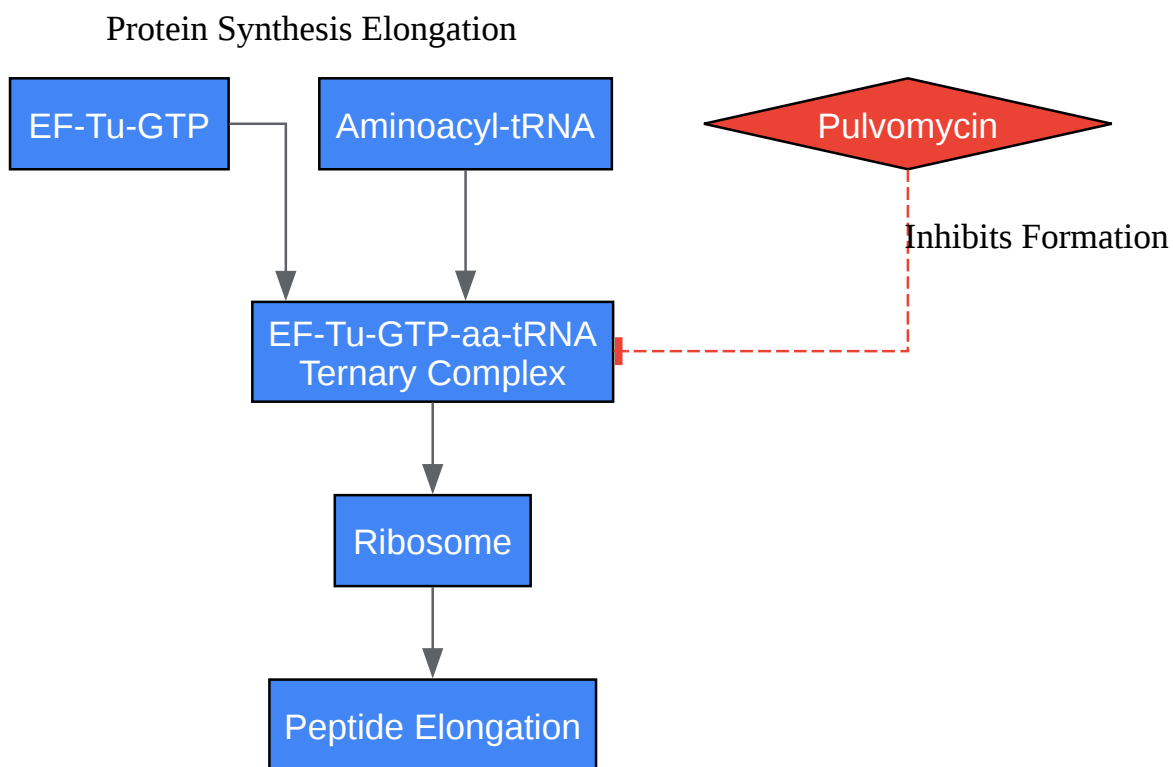 Protein Synthesis Elongation
EF-Tu-GTP
Aminoacyl-tRNA
Pulvomycin
Inhibits Formation
EF-Tu-GTP-aa-tRNA
Ternary Complex
Ribosome
Peptide Elongation